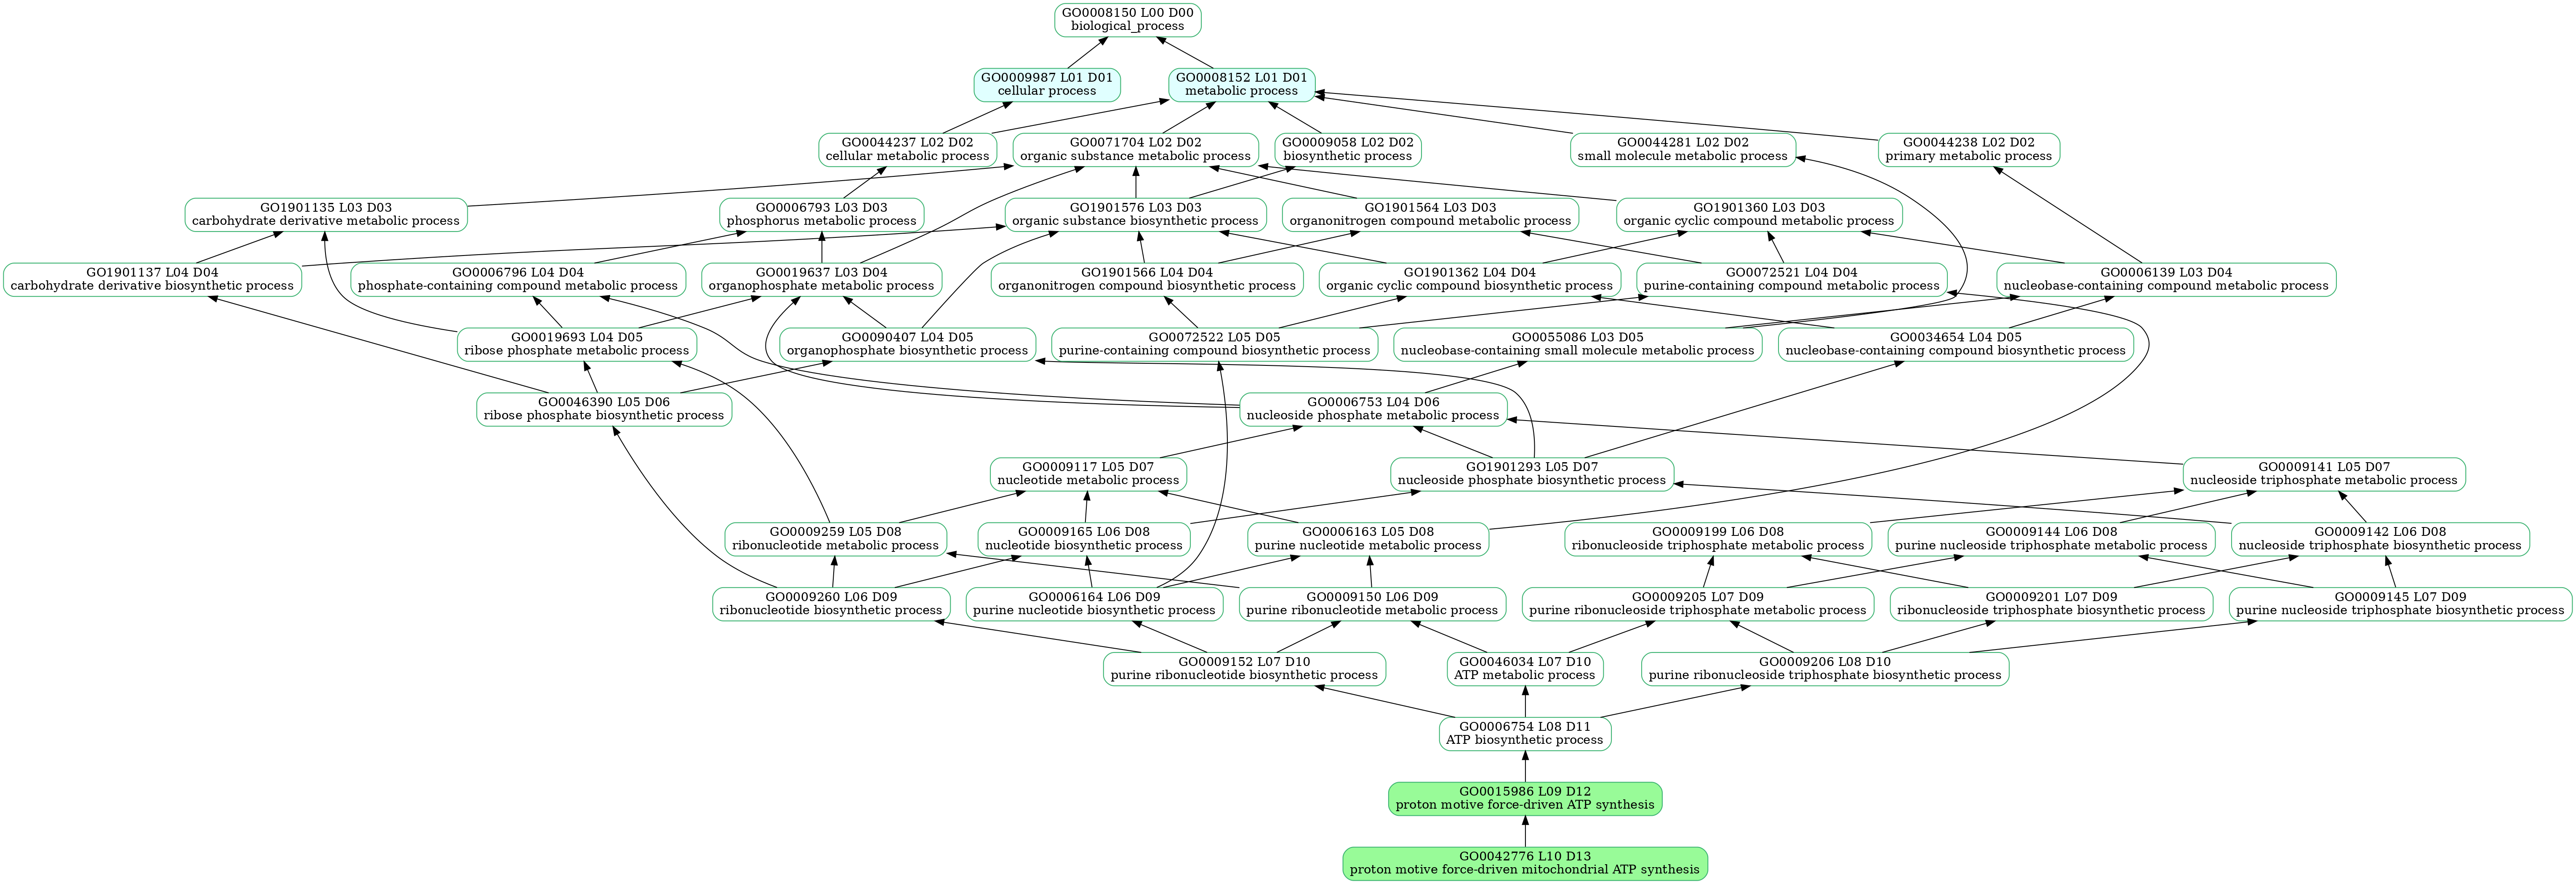 GO0008150 L00 D00
biological_process
GO0009987 L01 D01
cellular process
GO0008152 L01 D01
metabolic process
GO0044237 L02 D02
cellular metabolic process
GO0071704 L02 D02
organic substance metabolic process
GO0009058 L02 D02
biosynthetic process
GO0044281 L02 D02
small molecule metabolic process
GO0044238 L02 D02
primary metabolic process
GO1901135 L03 D03
carbohydrate derivative metabolic process
GO0006793 L03 D03
phosphorus metabolic process
GO1901576 L03 D03
organic substance biosynthetic process
GO1901564 L03 D03
organonitrogen compound metabolic process
GO1901360 L03 D03
organic cyclic compound metabolic process
GO1901137 L04 D04
carbohydrate derivative biosynthetic process
GO0006796 L04 D04
phosphate-containing compound metabolic process
GO0019637 L03 D04
organophosphate metabolic process
GO1901566 L04 D04
organonitrogen compound biosynthetic process
GO1901362 L04 D04
organic cyclic compound biosynthetic process
GO0072521 L04 D04
purine-containing compound metabolic process
GO0006139 L03 D04
nucleobase-containing compound metabolic process
GO0019693 L04 D05
ribose phosphate metabolic process
GO0090407 L04 D05
organophosphate biosynthetic process
GO0072522 L05 D05
purine-containing compound biosynthetic process
GO0055086 L03 D05
nucleobase-containing small molecule metabolic process
GO0034654 L04 D05
nucleobase-containing compound biosynthetic process
GO0046390 L05 D06
ribose phosphate biosynthetic process
GO0006753 L04 D06
nucleoside phosphate metabolic process
GO0009117 L05 D07
nucleotide metabolic process
GO1901293 L05 D07
nucleoside phosphate biosynthetic process
GO0009141 L05 D07
nucleoside triphosphate metabolic process
GO0009259 L05 D08
ribonucleotide metabolic process
GO0009165 L06 D08
nucleotide biosynthetic process
GO0006163 L05 D08
purine nucleotide metabolic process
GO0009199 L06 D08
ribonucleoside triphosphate metabolic process
GO0009144 L06 D08
purine nucleoside triphosphate metabolic process
GO0009142 L06 D08
nucleoside triphosphate biosynthetic process
GO0009260 L06 D09
ribonucleotide biosynthetic process
GO0006164 L06 D09
purine nucleotide biosynthetic process
GO0009150 L06 D09
purine ribonucleotide metabolic process
GO0009205 L07 D09
purine ribonucleoside triphosphate metabolic process
GO0009201 L07 D09
ribonucleoside triphosphate biosynthetic process
GO0009145 L07 D09
purine nucleoside triphosphate biosynthetic process
GO0009152 L07 D10
purine ribonucleotide biosynthetic process
GO0046034 L07 D10
ATP metabolic process
GO0009206 L08 D10
purine ribonucleoside triphosphate biosynthetic process
GO0006754 L08 D11
ATP biosynthetic process
GO0015986 L09 D12
proton motive force-driven ATP synthesis
GO0042776 L10 D13
proton motive force-driven mitochondrial ATP synthesis